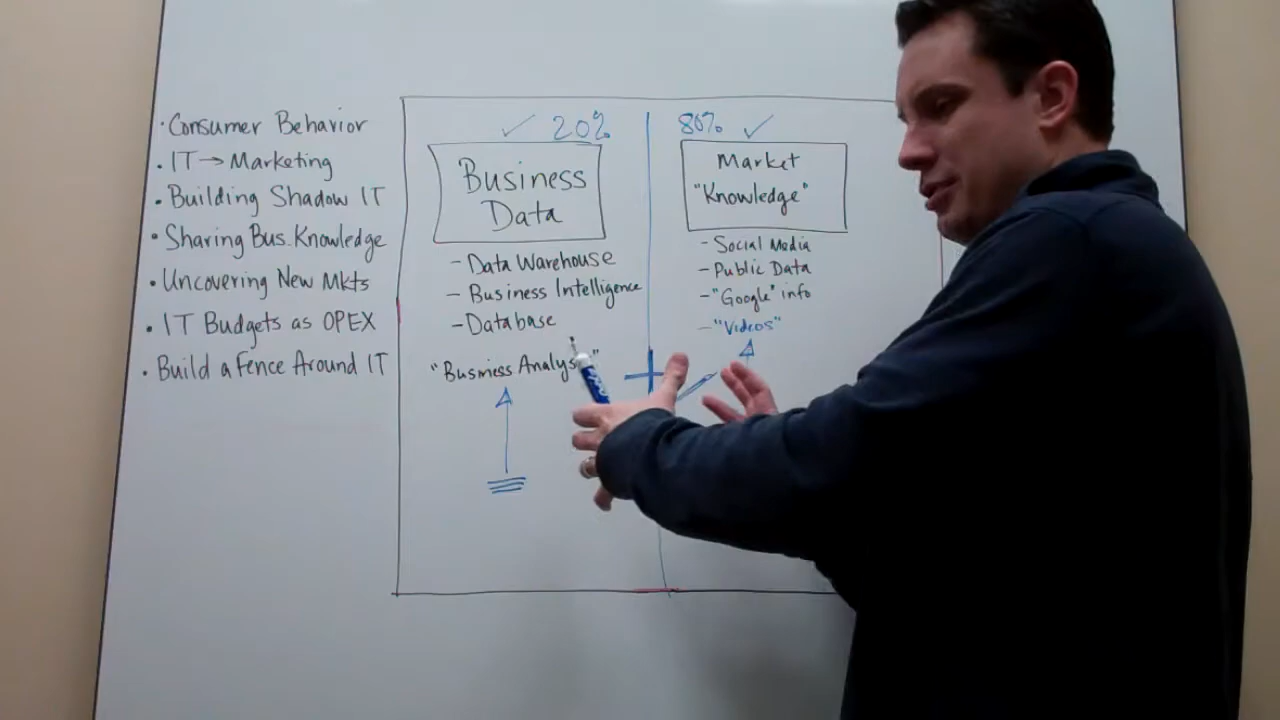 · Consumer Behavior
· IT → Marketing
· Building Shadow IT
· Sharing Bus. Knowledge
· Uncovering New Mkts
· IT Budgets as OPEX
· Build a Fence Around IT
✓ 20%
Business
Data
- Data Warehouse
- Business Intelligence
- Database
"Business Analyst"
80% ✓
Market
"Knowledge"
- Social Media
- Public Data
- "Google" info
- "Videos"
+